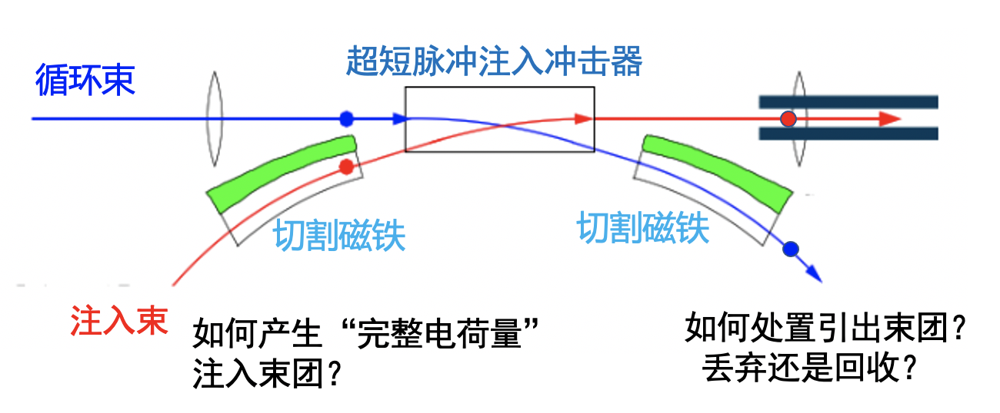 超短脉冲注入冲击器
循环束
切割磁铁
切割磁铁
注入束
如何产生“完整电荷量”
注入束团？
如何处置引出束团？
丢弃还是回收？